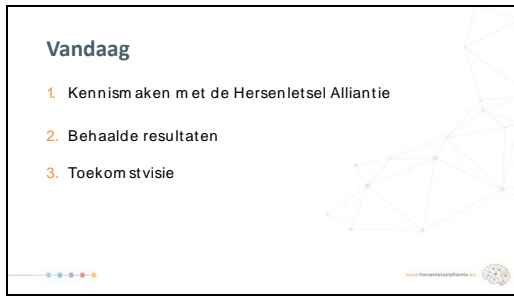 Vandaag
1. Kennismaken met de Hersenletsel Alliantie
2. Behaalde resultaten
3. Toekomstvisie